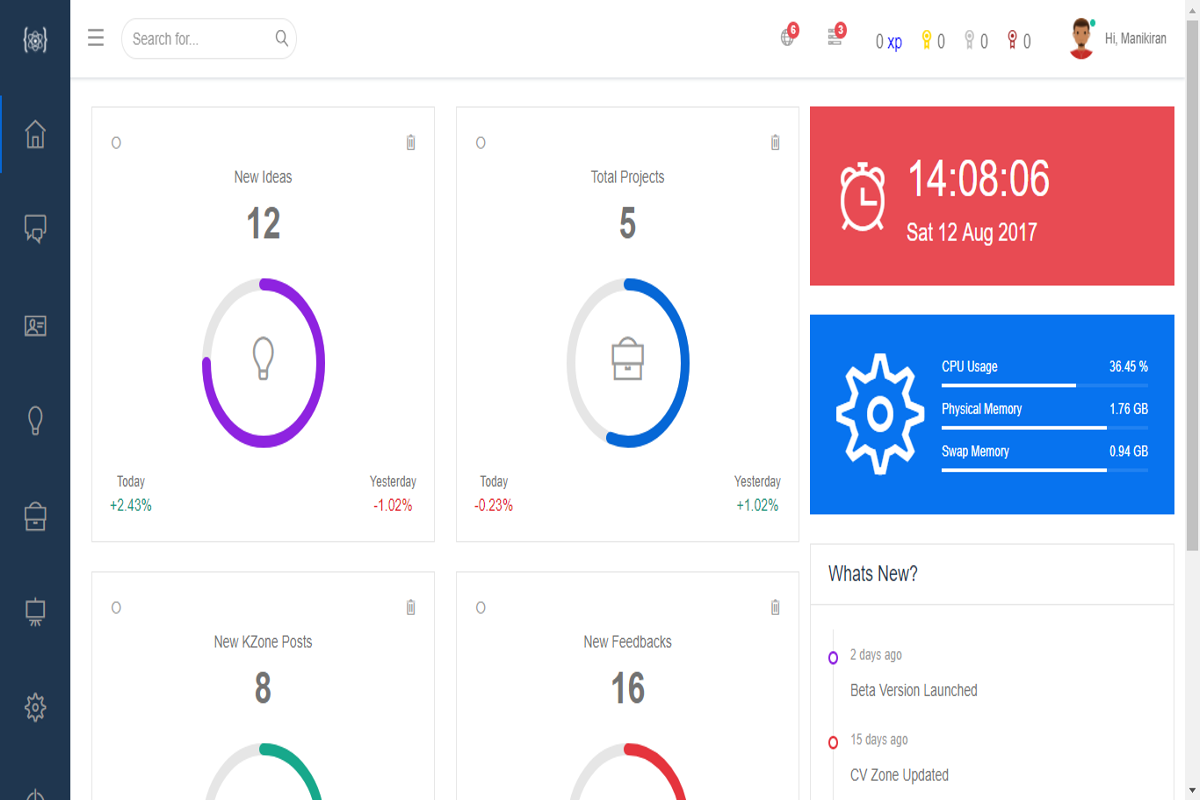 Search for...
6
3
0 xp
0
0
0
Hi, Manikiran
New Ideas
12
Today
Yesterday
+2.43%
-1.02%
Total Projects
5
Today
Yesterday
-0.23%
+1.02%
14:08:06
Sat 12 Aug 2017
CPU Usage
36.45 %
Physical Memory
1.76 GB
Swap Memory
0.94 GB
New KZone Posts
8
New Feedbacks
16
Whats New?
2 days ago
Beta Version Launched
15 days ago
CV Zone Updated